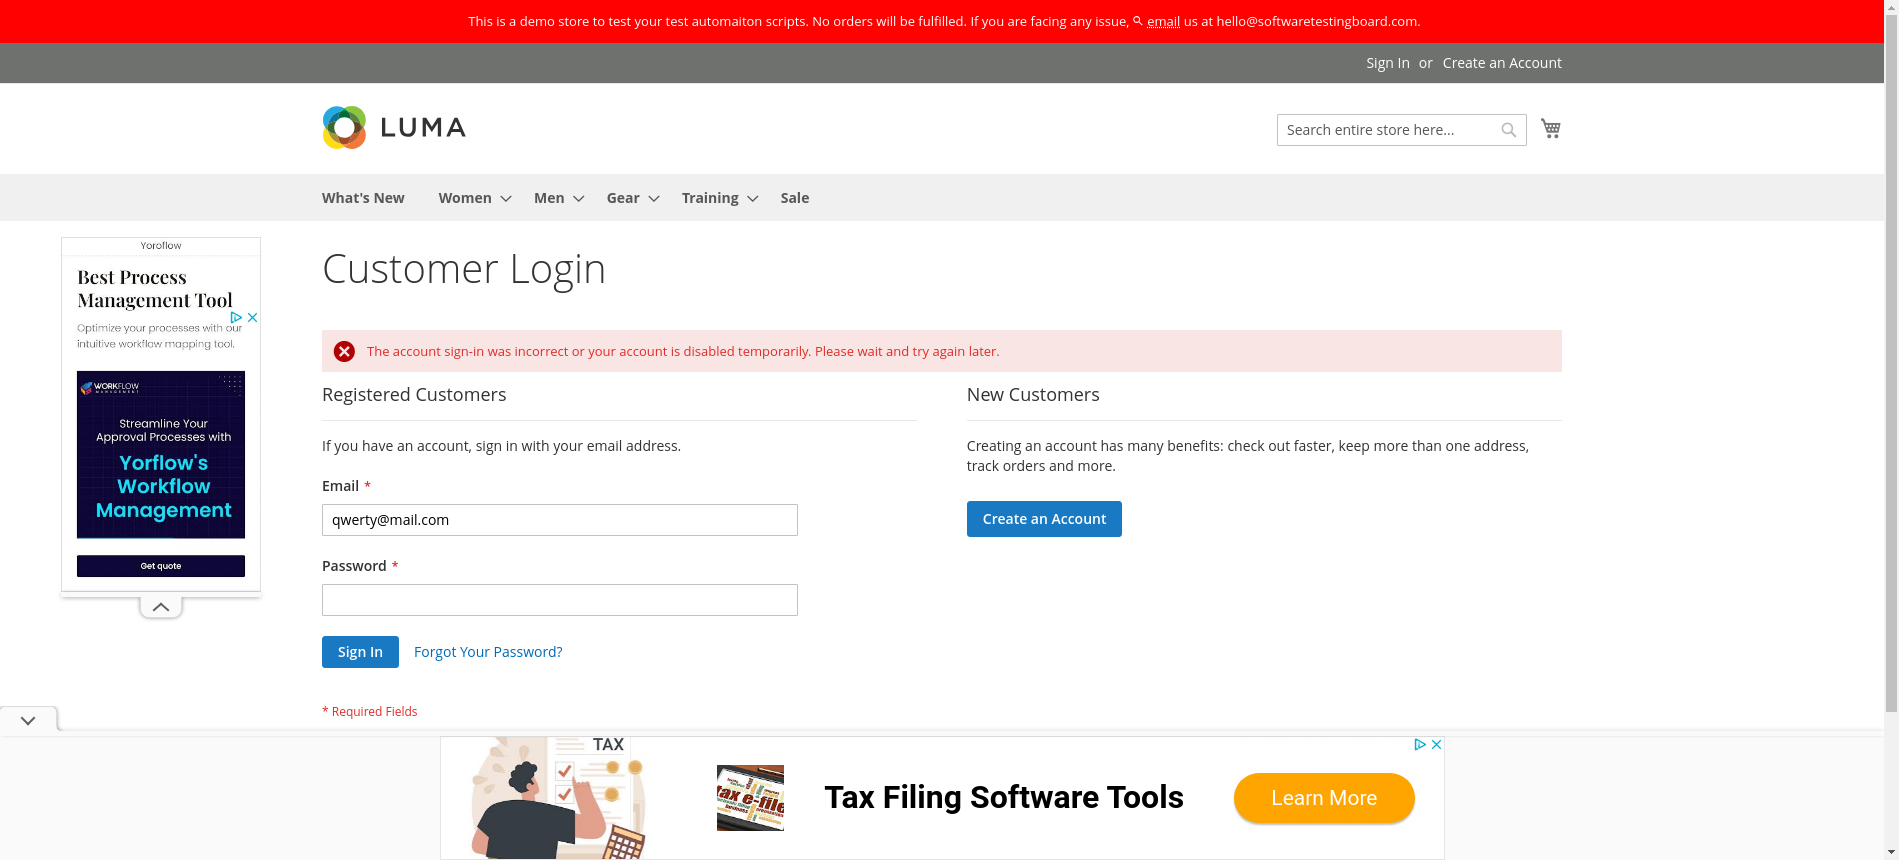 This is a demo store to test your test automaiton scripts. No orders will be fulfilled. If you are facing any issue, email us at hello@softwaretestingboard.com.
Sign In or Create an Account
LUMA
Search entire store here...
What's New Women Men Gear Training Sale
Yoroflow
Best Process
Management Tool
Optimize your processes with our
intuitive workflow mapping tool.
WORKFLOW
MANAGEMENT
Streamline Your
Approval Processes with
Yorflow's
Workflow
Management
Get quote
Customer Login
The account sign-in was incorrect or your account is disabled temporarily. Please wait and try again later.
Registered Customers
If you have an account, sign in with your email address.
Email *
qwerty@mail.com
Password *
Sign In Forgot Your Password?
* Required Fields
New Customers
Creating an account has many benefits: check out faster, keep more than one address,
track orders and more.
Create an Account
TAX
tax e-file
Tax Filing Software Tools
Learn More